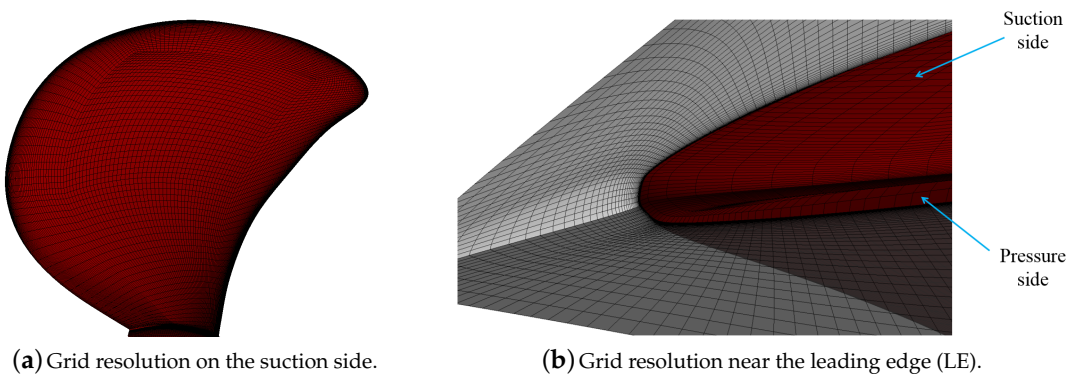 Suction
side
Pressure
side
(a) Grid resolution on the suction side.
(b) Grid resolution near the leading edge (LE).